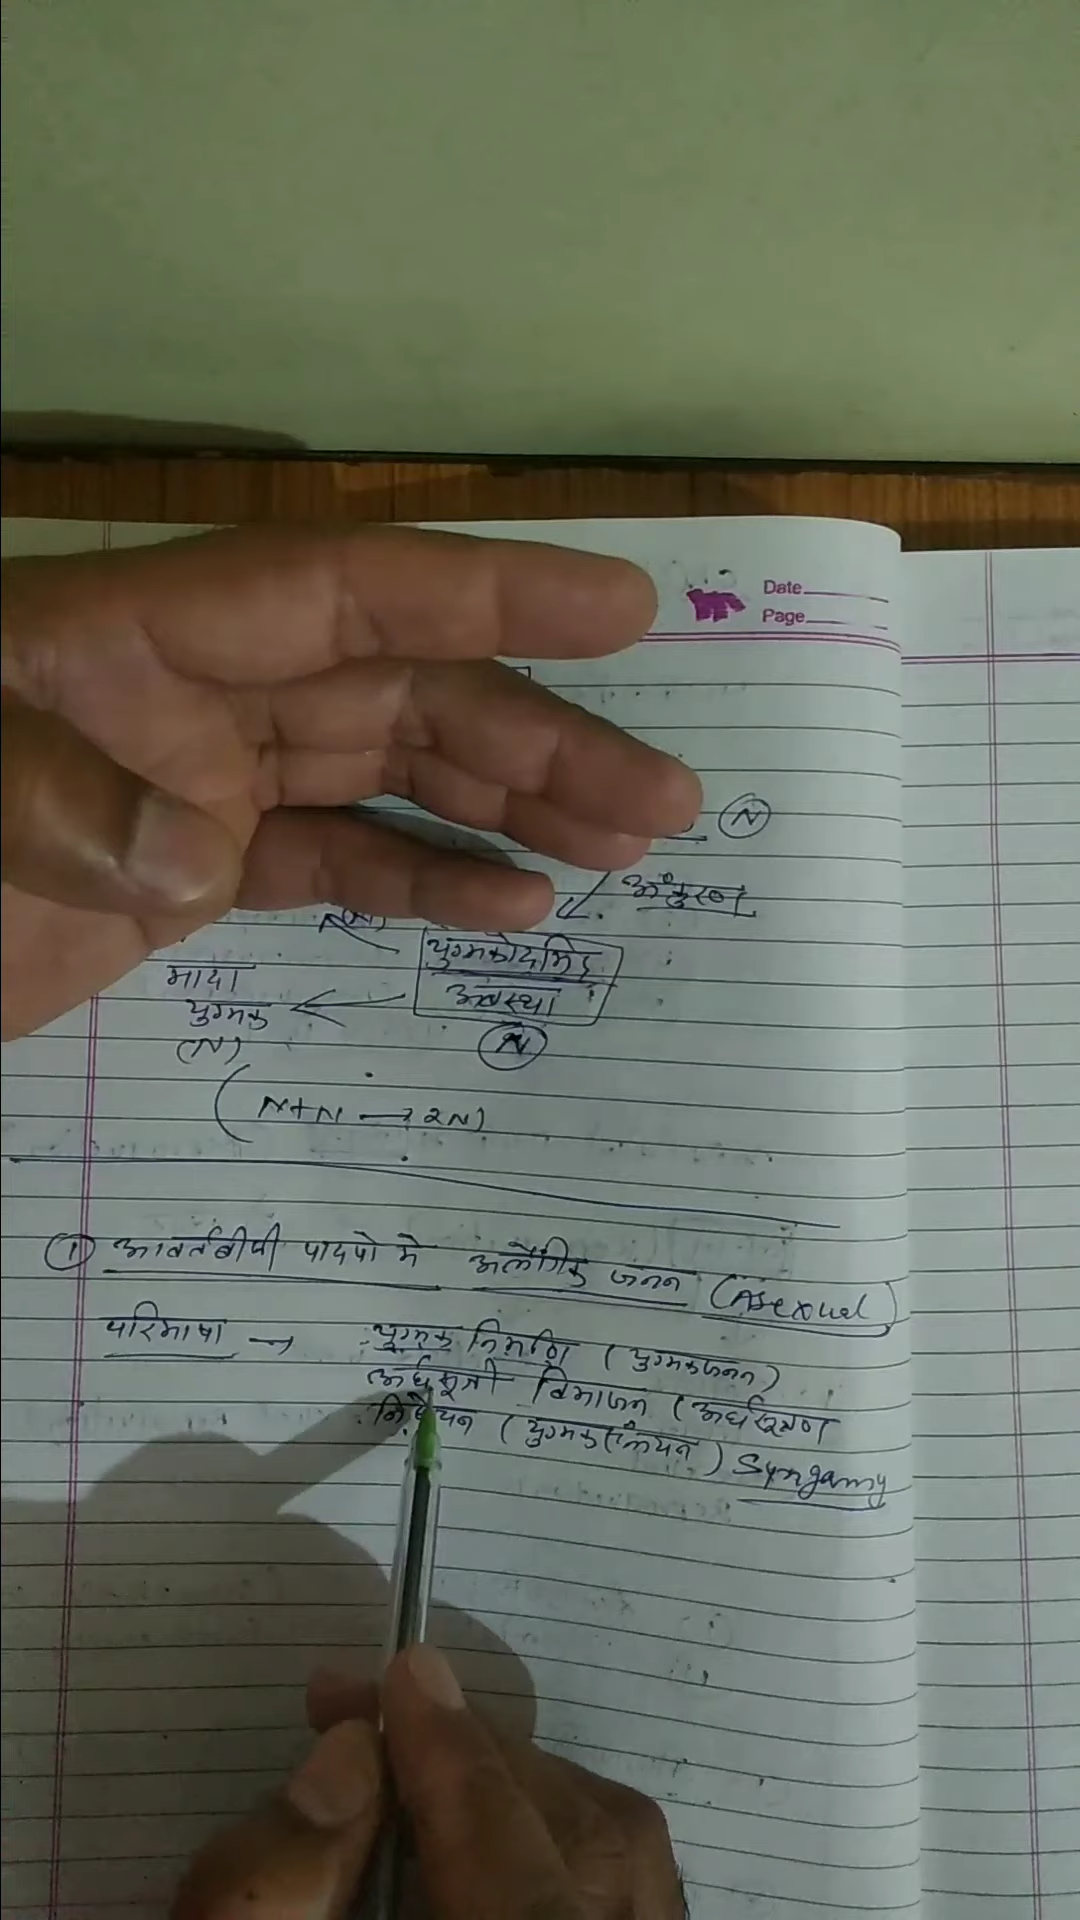 Date
Page
N
अंकुरण
(N)
युग्मकोदभिद्
अवस्था
N
मादा
युग्मक
(N)
(N+N → 2N)
① आवर्तबीजी पादपो मे अलैंगिक जनन (Asexual)
परिभाषा → युग्मक निर्माण (युग्मकजनन)
अर्धसूत्री विभाजन (अर्धसूत्रण
निषेचन (युग्मकसंलयन) Syngamy